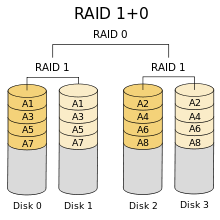 RAID 1+0
RAID 0
RAID 1 RAID 1
A1 A1 A2 A2
A3 A3 A4 A4
A5 A5 A6 A6
A7 A7 A8 A8
Disk 0 Disk 1 Disk 2 Disk 3